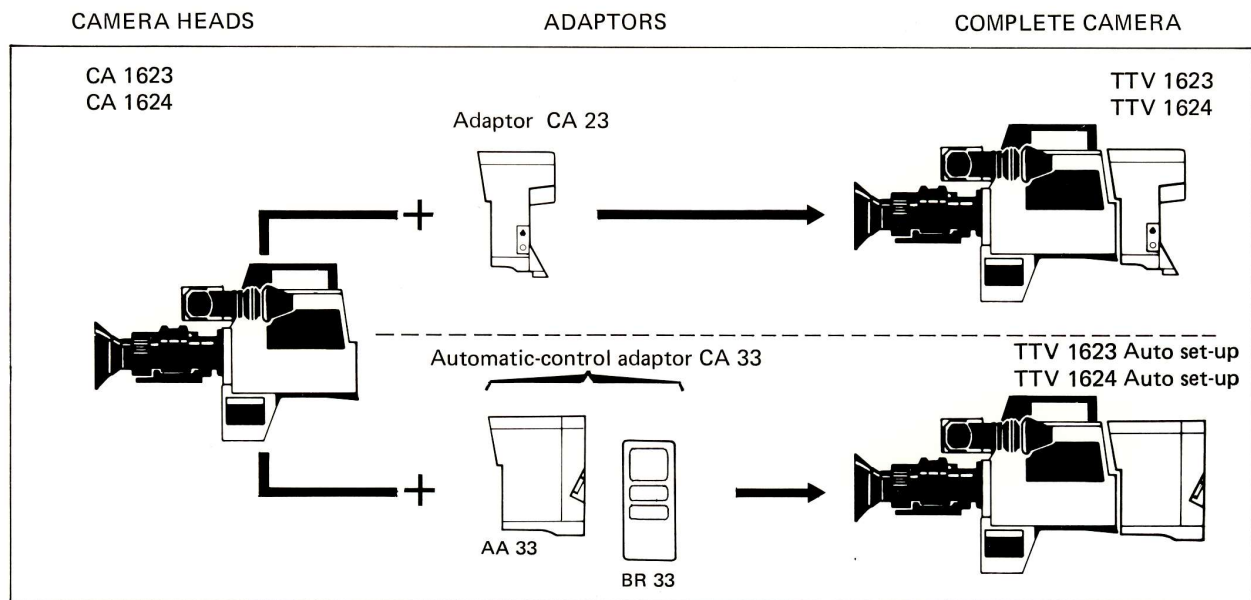 CAMERA HEADS
ADAPTORS
COMPLETE CAMERA
CA 1623
CA 1624
Adaptor CA 23
TTV 1623
TTV 1624
Automatic-control adaptor CA 33
TTV 1623 Auto set-up
TTV 1624 Auto set-up
AA 33
BR 33